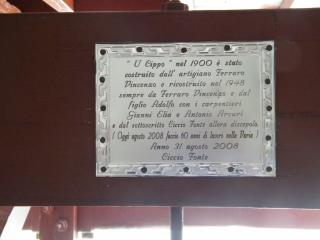 " U Cippo " nel 1900 è stato
costruito dall' artigiano Ferraro
Vincenzo e ricostruito nel 1948
sempre da Ferraro Vincenzo e dal
figlio Adolfo con i carpentieri
Gianni Elia e Antonio Arcuri
e dal sottoscritto Ciccio Fonte allora discepolo.
( Oggi agosto 2008 faccio 60 anni di lavori nella Varia )
Anno 31 agosto 2008
Ciccio Fonte